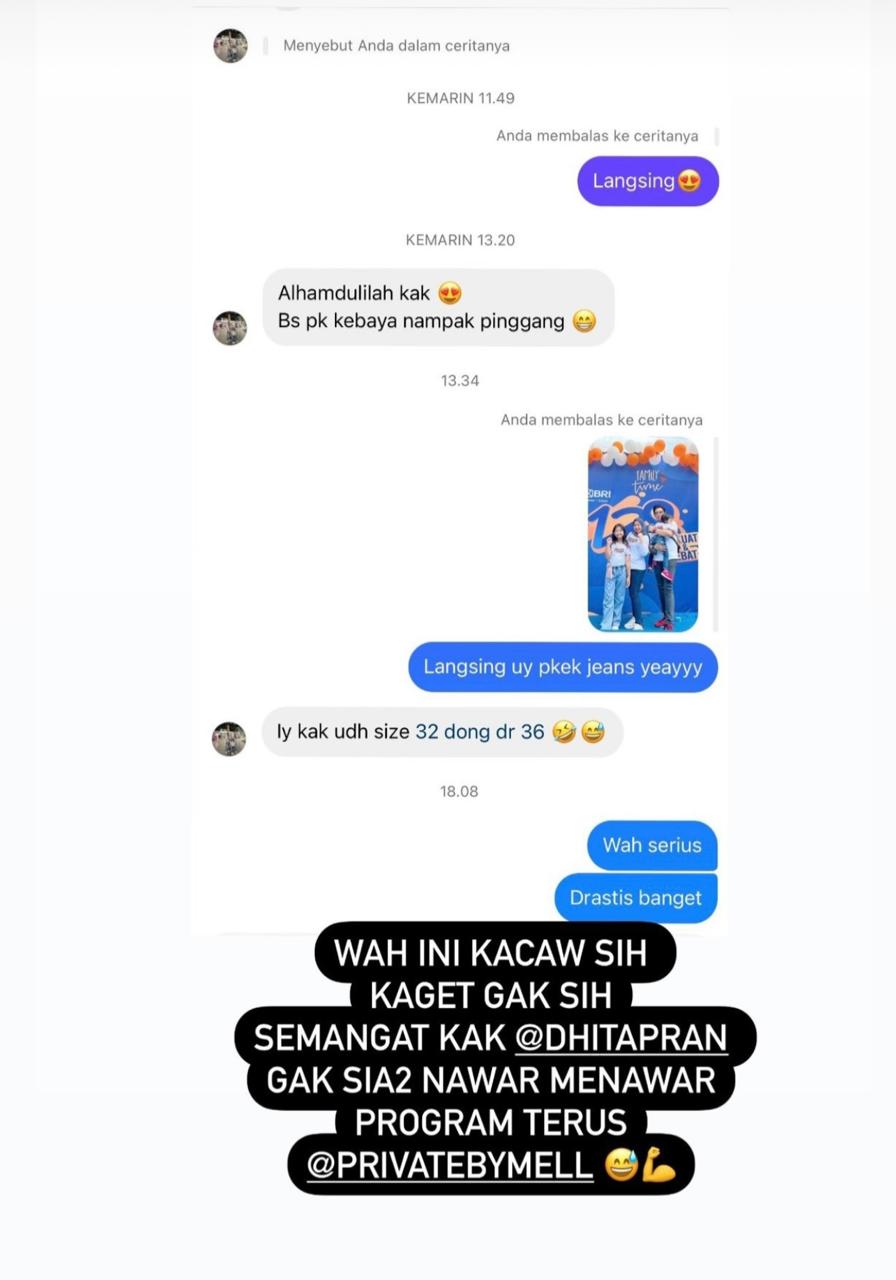 Menyebut Anda dalam ceritanya
KEMARIN 11.49
Anda membalas ke ceritanya
Langsing😍
KEMARIN 13.20
Alhamdulilah kak 😍
Bs pk kebaya nampak pinggang 😁
13.34
Anda membalas ke ceritanya
FAMILY
time
BRI
Langsing uy pkek jeans yeayyy
Iy kak udh size 32 dong dr 36 🤣😅
18.08
Wah serius
Drastis banget
WAH INI KACAW SIH
KAGET GAK SIH
SEMANGAT KAK @DHITAPRAN
GAK SIA2 NAWAR MENAWAR
PROGRAM TERUS
@PRIVATEBYMELL 😅💪